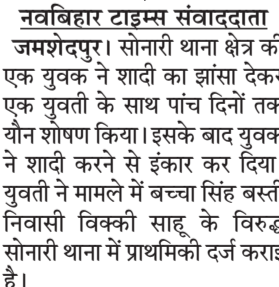 नवबिहार टाइम्स संवाददाता
जमशेदपुर। सोनारी थाना क्षेत्र की
एक युवक ने शादी का झांसा देकर
एक युवती के साथ पांच दिनों तक
यौन शोषण किया। इसके बाद युवक
ने शादी करने से इंकार कर दिया
युवती ने मामले में बच्चा सिंह बस्ती
निवासी विक्की साहू के विरुद्ध
सोनारी थाना में प्राथमिकी दर्ज कराई
है।